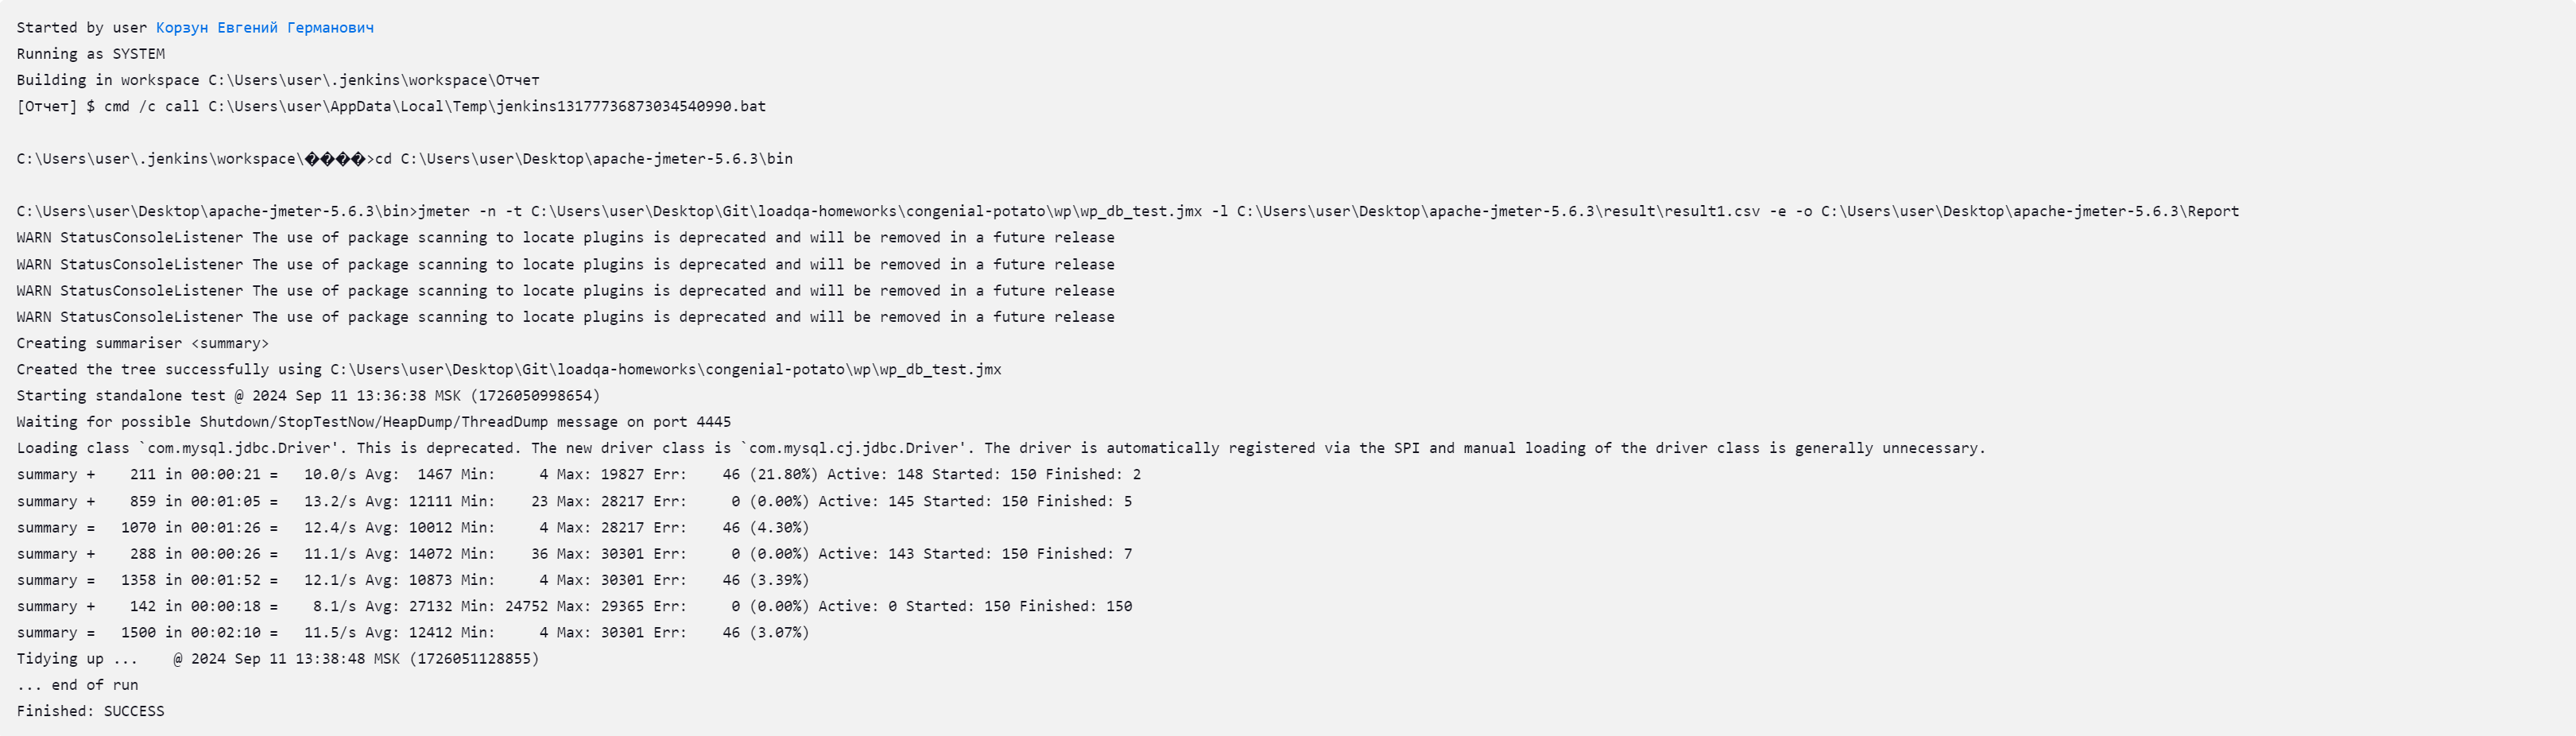 Started by user Корзун Евгений Германович
Running as SYSTEM
Building in workspace C:\Users\user\.jenkins\workspace\Отчет
[Отчет] $ cmd /c call C:\Users\user\AppData\Local\Temp\jenkins13177736873034540990.bat
C:\Users\user\.jenkins\workspace\����>cd C:\Users\user\Desktop\apache-jmeter-5.6.3\bin
C:\Users\user\Desktop\apache-jmeter-5.6.3\bin>jmeter -n -t C:\Users\user\Desktop\Git\loadqa-homeworks\congenial-potato\wp\wp_db_test.jmx -l C:\Users\user\Desktop\apache-jmeter-5.6.3\result\result1.csv -e -o C:\Users\user\Desktop\apache-jmeter-5.6.3\Report
WARN StatusConsoleListener The use of package scanning to locate plugins is deprecated and will be removed in a future release
WARN StatusConsoleListener The use of package scanning to locate plugins is deprecated and will be removed in a future release
WARN StatusConsoleListener The use of package scanning to locate plugins is deprecated and will be removed in a future release
WARN StatusConsoleListener The use of package scanning to locate plugins is deprecated and will be removed in a future release
Creating summariser <summary>
Created the tree successfully using C:\Users\user\Desktop\Git\loadqa-homeworks\congenial-potato\wp\wp_db_test.jmx
Starting standalone test @ 2024 Sep 11 13:36:38 MSK (1726050998654)
Waiting for possible Shutdown/StopTestNow/HeapDump/ThreadDump message on port 4445
Loading class `com.mysql.jdbc.Driver'. This is deprecated. The new driver class is `com.mysql.cj.jdbc.Driver'. The driver is automatically registered via the SPI and manual loading of the driver class is generally unnecessary.
summary +    211 in 00:00:21 =   10.0/s Avg:  1467 Min:     4 Max: 19827 Err:    46 (21.80%) Active: 148 Started: 150 Finished: 2
summary +    859 in 00:01:05 =   13.2/s Avg: 12111 Min:    23 Max: 28217 Err:     0 (0.00%) Active: 145 Started: 150 Finished: 5
summary =   1070 in 00:01:26 =   12.4/s Avg: 10012 Min:     4 Max: 28217 Err:    46 (4.30%)
summary +    288 in 00:00:26 =   11.1/s Avg: 14072 Min:    36 Max: 30301 Err:     0 (0.00%) Active: 143 Started: 150 Finished: 7
summary =   1358 in 00:01:52 =   12.1/s Avg: 10873 Min:     4 Max: 30301 Err:    46 (3.39%)
summary +    142 in 00:00:18 =    8.1/s Avg: 27132 Min: 24752 Max: 29365 Err:     0 (0.00%) Active: 0 Started: 150 Finished: 150
summary =   1500 in 00:02:10 =   11.5/s Avg: 12412 Min:     4 Max: 30301 Err:    46 (3.07%)
Tidying up ...    @ 2024 Sep 11 13:38:48 MSK (1726051128855)
... end of run
Finished: SUCCESS